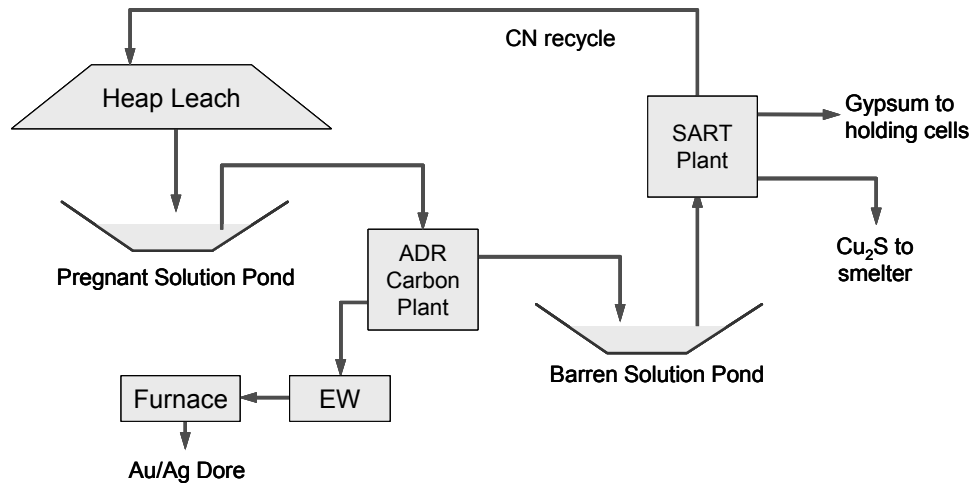 CN recycle
Heap Leach
SART
Plant
Gypsum to
holding cells
Cu₂S to
smelter
Pregnant Solution Pond
ADR
Carbon
Plant
Barren Solution Pond
Furnace
EW
Au/Ag Dore